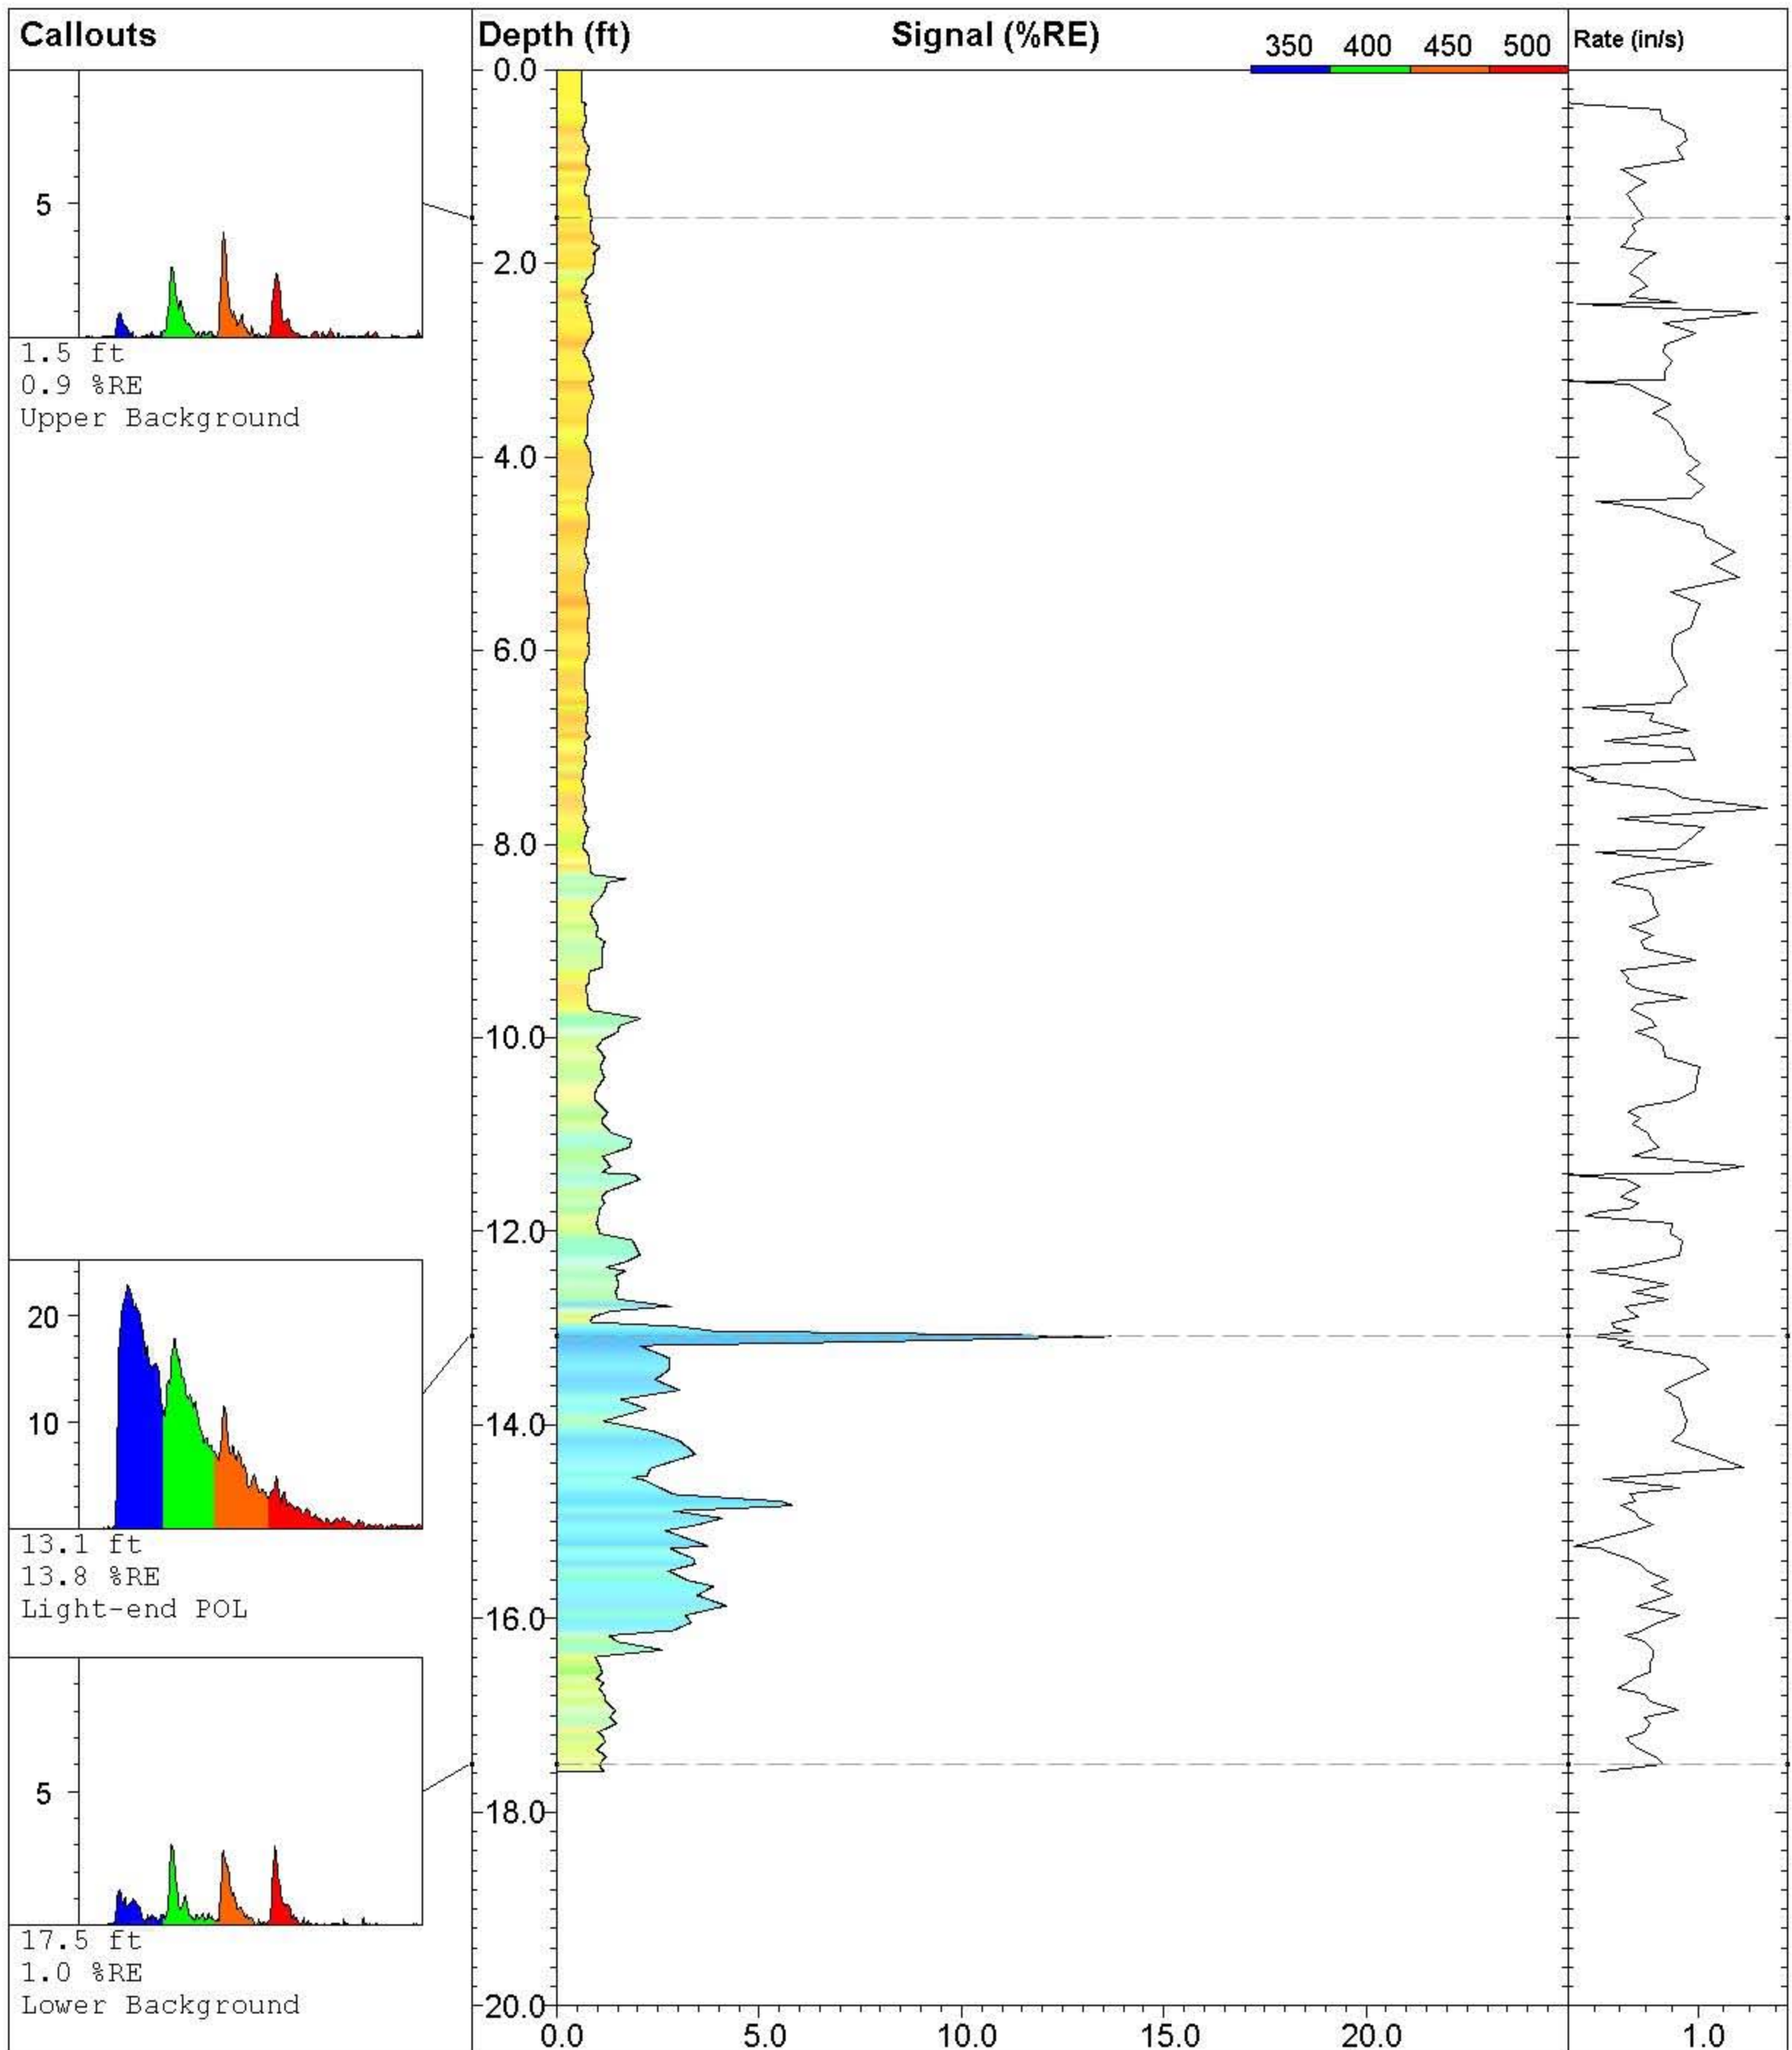 Callouts
Depth (ft)
Signal (%RE)
350 400 450 500
Rate (in/s)
5
1.5 ft
0.9 %RE
Upper Background
20
10
13.1 ft
13.8 %RE
Light-end POL
5
17.5 ft
1.0 %RE
Lower Background
0.0
2.0
4.0
6.0
8.0
10.0
12.0
14.0
16.0
18.0
20.0
0.0 5.0 10.0 15.0 20.0
1.0